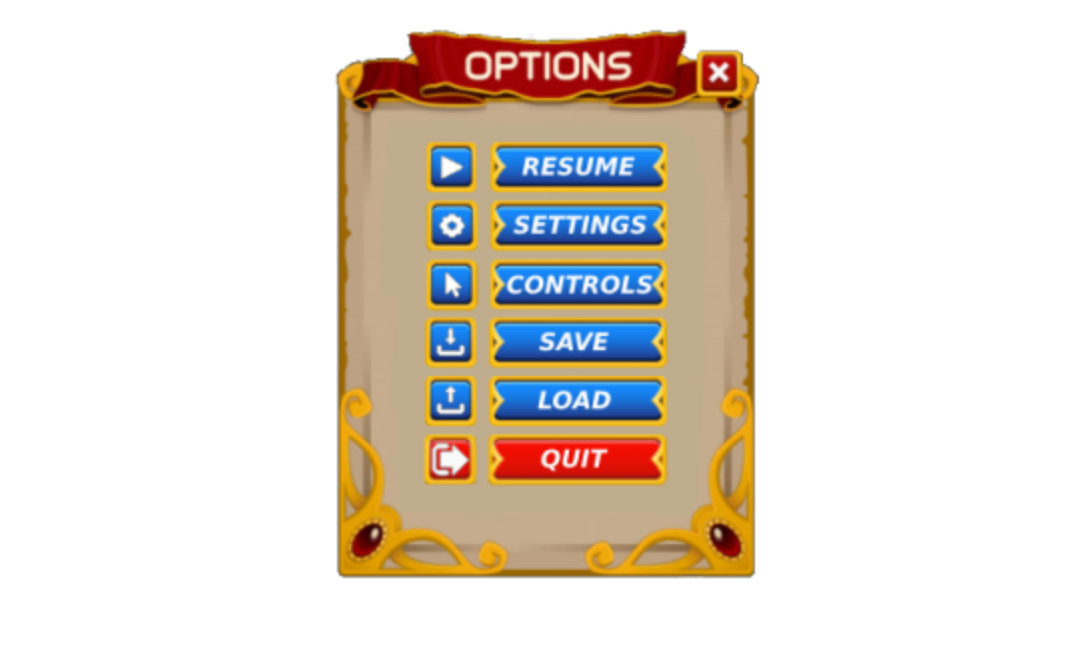 OPTIONS
RESUME
SETTINGS
CONTROLS
SAVE
LOAD
QUIT